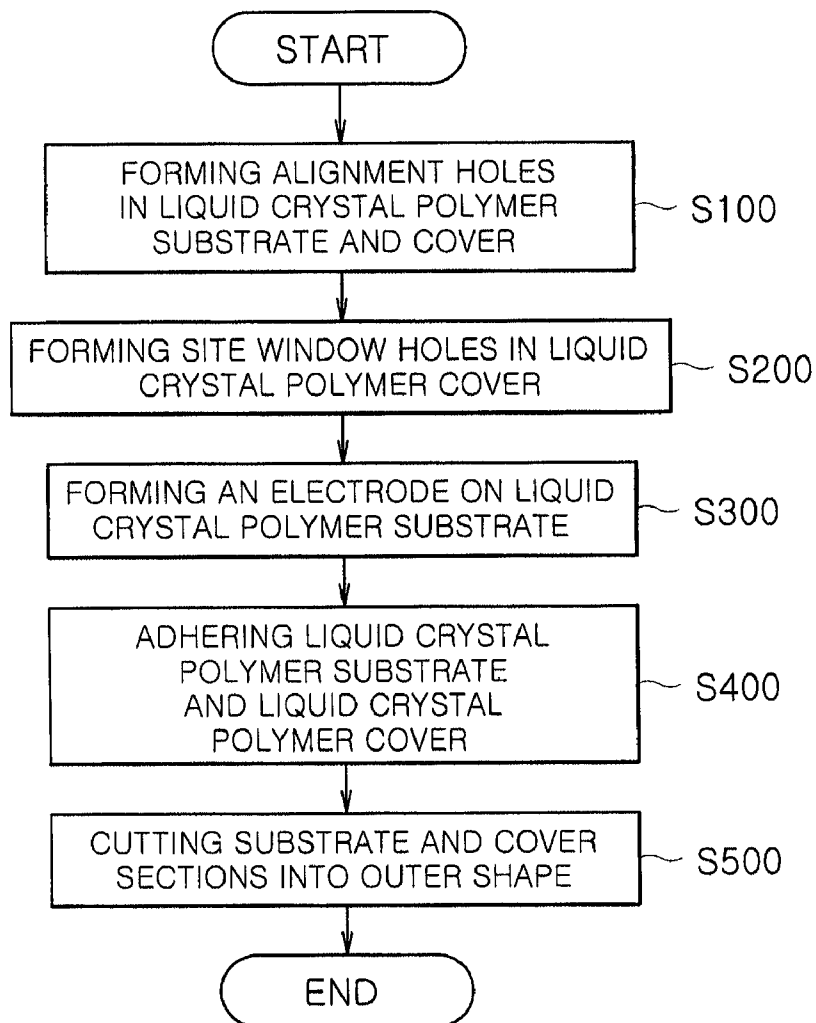 START
FORMING ALIGNMENT HOLES
IN LIQUID CRYSTAL POLYMER
SUBSTRATE AND COVER
S100
FORMING SITE WINDOW HOLES IN LIQUID
CRYSTAL POLYMER COVER
S200
FORMING AN ELECTRODE ON LIQUID
CRYSTAL POLYMER SUBSTRATE
S300
ADHERING LIQUID CRYSTAL
POLYMER SUBSTRATE
AND LIQUID CRYSTAL
POLYMER COVER
S400
CUTTING SUBSTRATE AND COVER
SECTIONS INTO OUTER SHAPE
S500
END